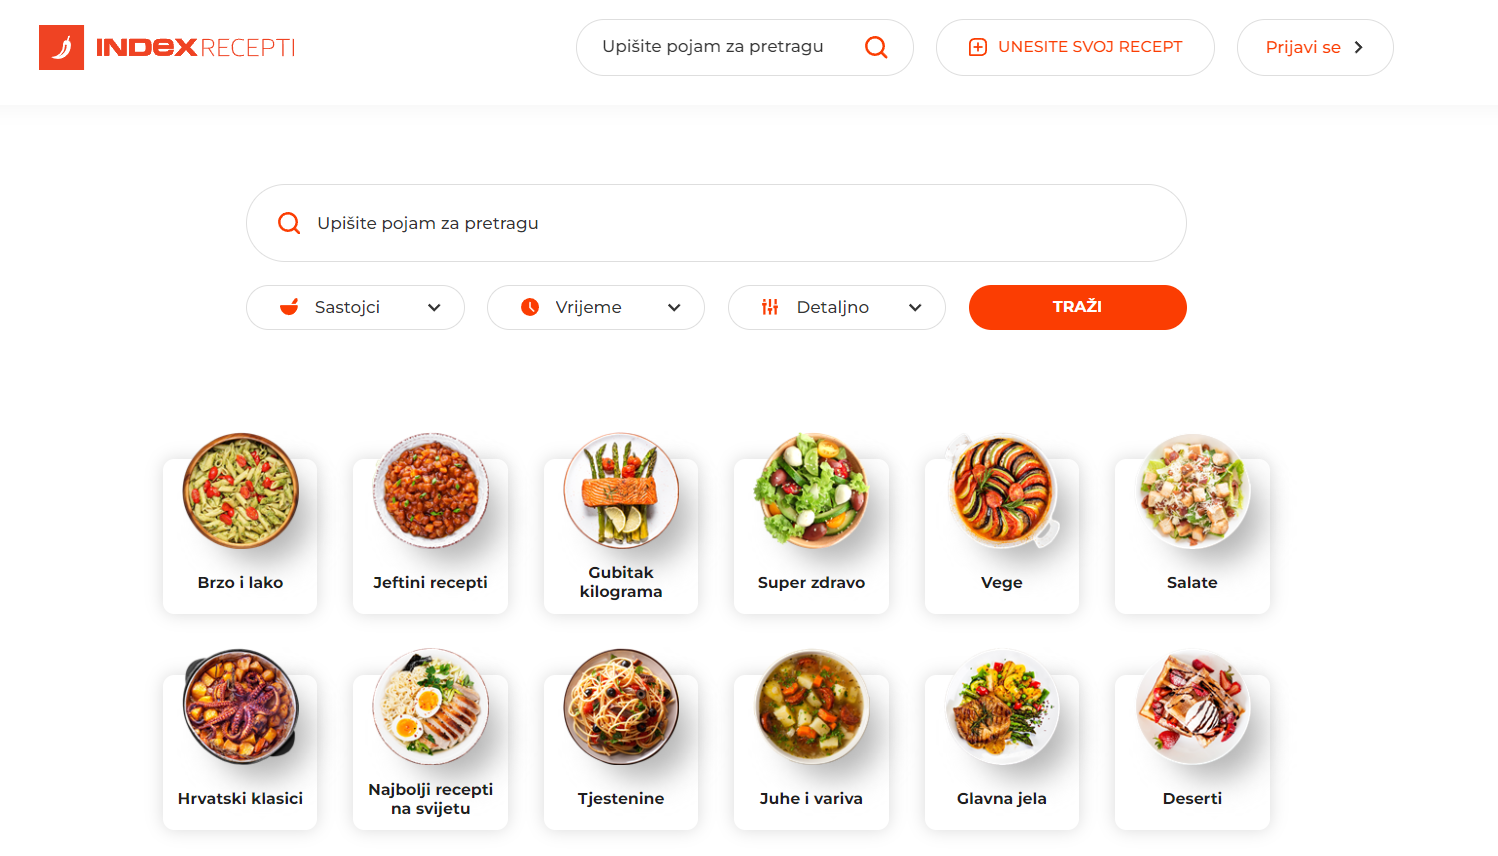 INDEX RECEPTI
Upišite pojam za pretragu
UNESITE SVOJ RECEPT
Prijavi se
Upišite pojam za pretragu
Sastojci
Vrijeme
Detaljno
TRAŽI
Brzo i lako
Jeftini recepti
Gubitak
kilograma
Super zdravo
Vege
Salate
Hrvatski klasici
Najbolji recepti
na svijetu
Tjestenine
Juhe i variva
Glavna jela
Deserti